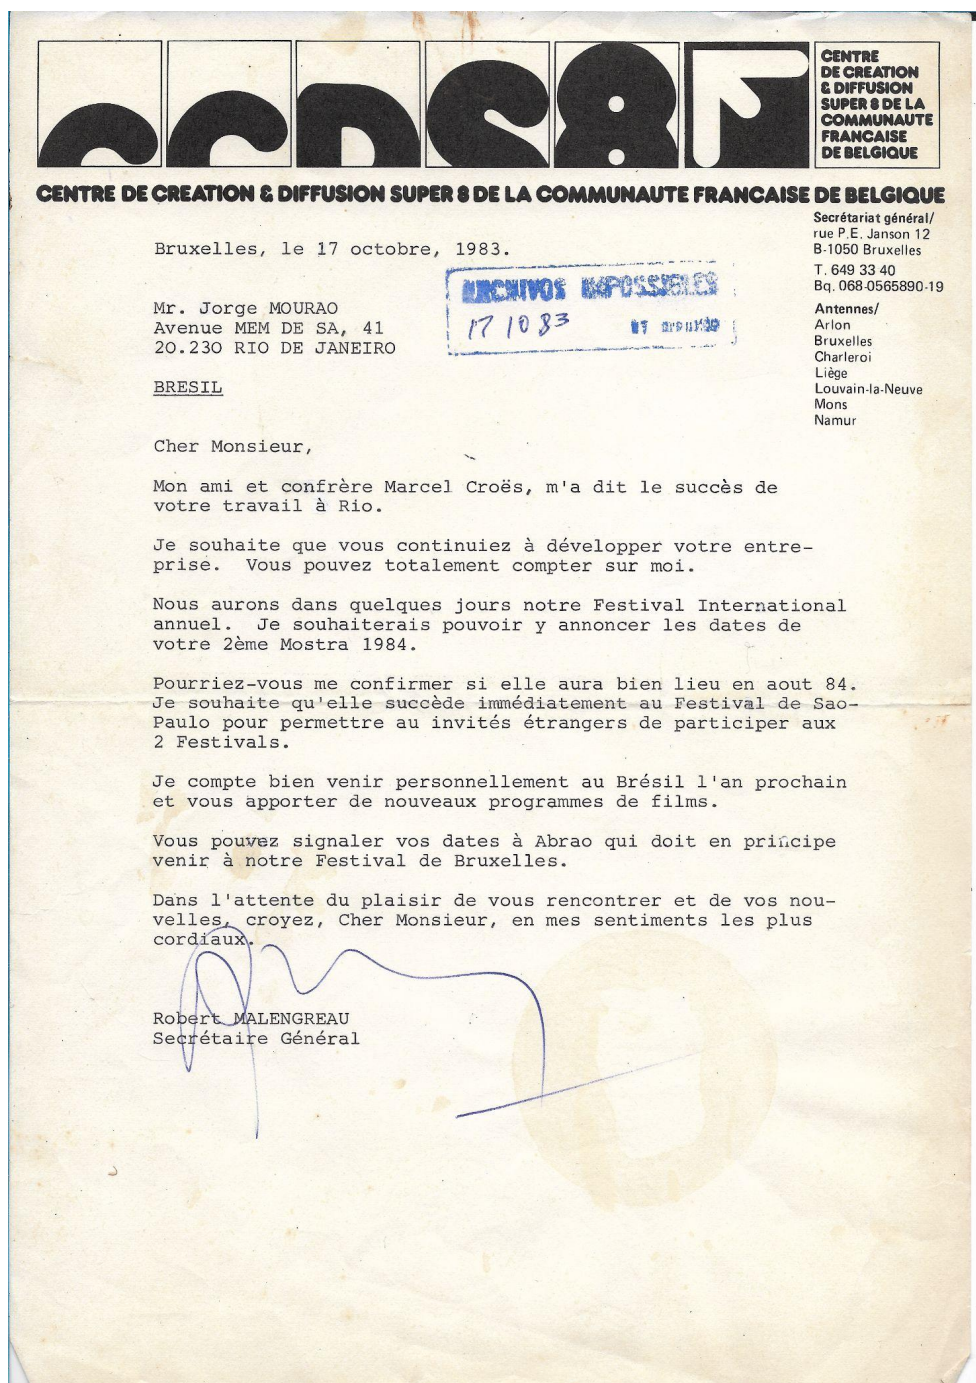 CCDS8
CENTRE
DE CREATION
& DIFFUSION
SUPER 8 DE LA
COMMUNAUTE
FRANCAISE
DE BELGIQUE
CENTRE DE CREATION & DIFFUSION SUPER 8 DE LA COMMUNAUTE FRANCAISE DE BELGIQUE
Secrétariat général/
rue P.E. Janson 12
B-1050 Bruxelles
T. 649 33 40
Bq. 068-0565890-19
Antennes/
Arlon
Bruxelles
Charleroi
Liège
Louvain-la-Neuve
Mons
Namur
Bruxelles, le 17 octobre, 1983.
ARCHIVOS IMPOSSIBLES
17 10 83
Mr. Jorge MOURAO
Avenue MEM DE SA, 41
20.230 RIO DE JANEIRO
BRESIL
Cher Monsieur,
Mon ami et confrère Marcel Croës, m'a dit le succès de
votre travail à Rio.
Je souhaite que vous continuiez à développer votre entre-
prise. Vous pouvez totalement compter sur moi.
Nous aurons dans quelques jours notre Festival International
annuel. Je souhaiterais pouvoir y annoncer les dates de
votre 2ème Mostra 1984.
Pourriez-vous me confirmer si elle aura bien lieu en aout 84.
Je souhaite qu'elle succède immédiatement au Festival de Sao-
Paulo pour permettre au invités étrangers de participer aux
2 Festivals.
Je compte bien venir personnellement au Brésil l'an prochain
et vous apporter de nouveaux programmes de films.
Vous pouvez signaler vos dates à Abrao qui doit en principe
venir à notre Festival de Bruxelles.
Dans l'attente du plaisir de vous rencontrer et de vos nou-
velles, croyez, Cher Monsieur, en mes sentiments les plus
cordiaux.
Robert MALENGREAU
Secrétaire Général